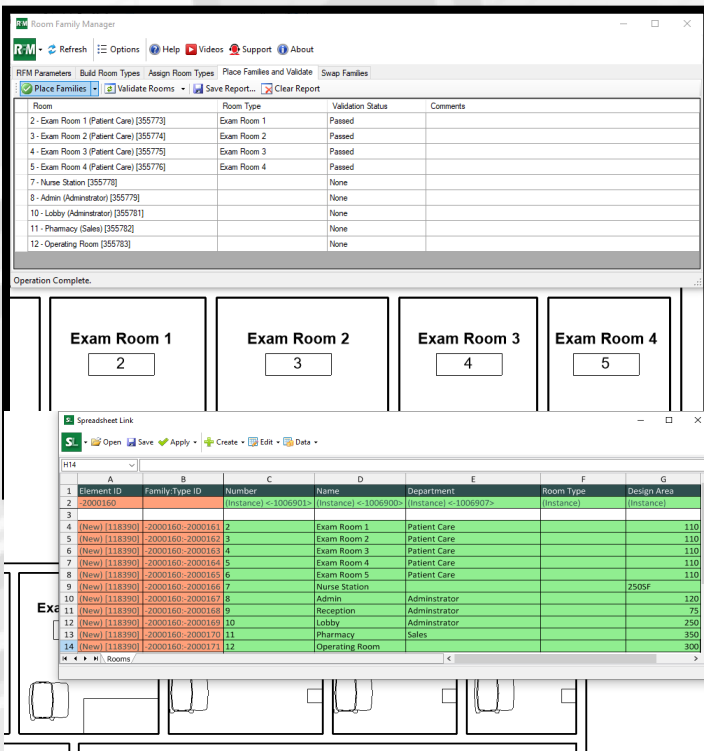 RFM Room Family Manager
RFM Refresh Options Help Videos Support About
RFM Parameters Build Room Types Assign Room Types Place Families and Validate Swap Families
Place Families Validate Rooms Save Report... Clear Report
Room Room Type Validation Status Comments
2 - Exam Room 1 (Patient Care) [355773] Exam Room 1 Passed
3 - Exam Room 2 (Patient Care) [355774] Exam Room 2 Passed
4 - Exam Room 3 (Patient Care) [355775] Exam Room 3 Passed
5 - Exam Room 4 (Patient Care) [355776] Exam Room 4 Passed
7 - Nurse Station [355778] None
8 - Admin (Adminstrator) [355779] None
10 - Lobby (Adminstrator) [355781] None
11 - Pharmacy (Sales) [355782] None
12 - Operating Room [355783] None
Operation Complete.
Exam Room 1 Exam Room 2 Exam Room 3 Exam Room 4
2 3 4 5
SL Spreadsheet Link
SL Open Save Apply Create Edit Data
H14
A B C D E F G
1 Element ID Family:Type ID Number Name Department Room Type Design Area
2 -2000160 (Instance) <-1006901> (Instance) <-1006900> (Instance) <-1006907> (Instance) (Instance)
3
4 (New) [118390] -2000160:-2000161 2 Exam Room 1 Patient Care 110
5 (New) [118390] -2000160:-2000162 3 Exam Room 2 Patient Care 110
6 (New) [118390] -2000160:-2000163 4 Exam Room 3 Patient Care 110
7 (New) [118390] -2000160:-2000164 5 Exam Room 4 Patient Care 110
8 (New) [118390] -2000160:-2000165 6 Exam Room 5 Patient Care 110
9 (New) [118390] -2000160:-2000166 7 Nurse Station 250SF
10 (New) [118390] -2000160:-2000167 8 Admin Adminstrator 120
11 (New) [118390] -2000160:-2000168 9 Reception Adminstrator 75
12 (New) [118390] -2000160:-2000169 10 Lobby Adminstrator 250
13 (New) [118390] -2000160:-2000170 11 Pharmacy Sales 350
14 (New) [118390] -2000160:-2000171 12 Operating Room 300
Rooms
Exa